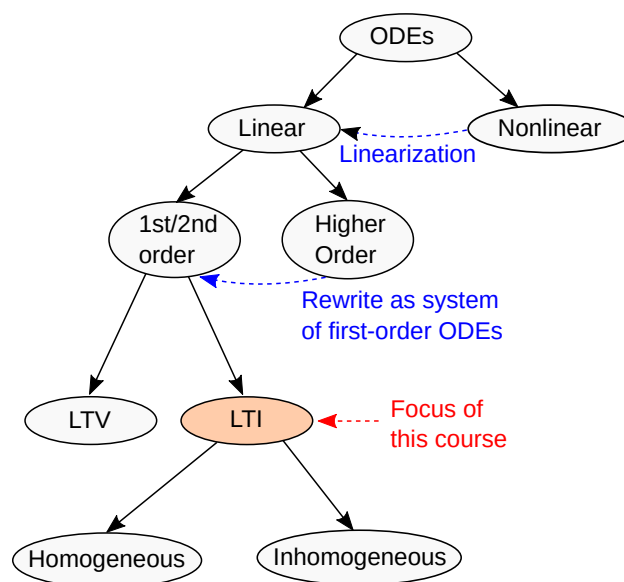 ODEs
Linear
Nonlinear
Linearization
1st/2nd
order
Higher
Order
Rewrite as system
of first-order ODEs
LTV
LTI
Focus of
this course
Homogeneous
Inhomogeneous